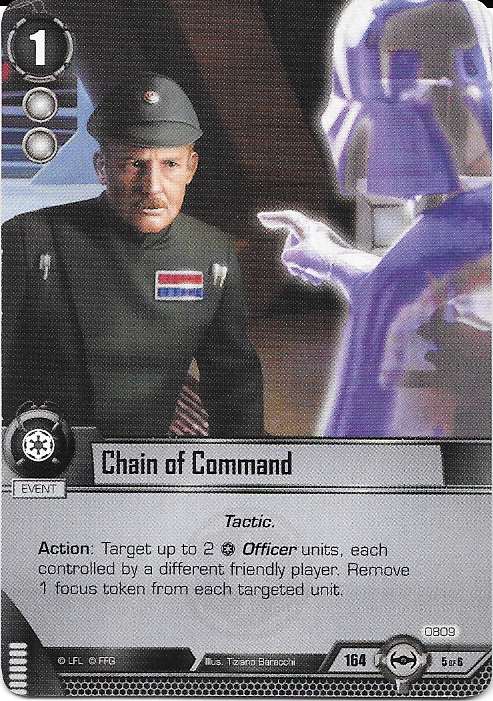 1
Chain of Command
EVENT
Tactic.
Action: Target up to 2 Officer units, each
controlled by a different friendly player. Remove
1 focus token from each targeted unit.
0809
© LFL © FFG
Illus. Tiziano Baracchi
164
5 OF 6